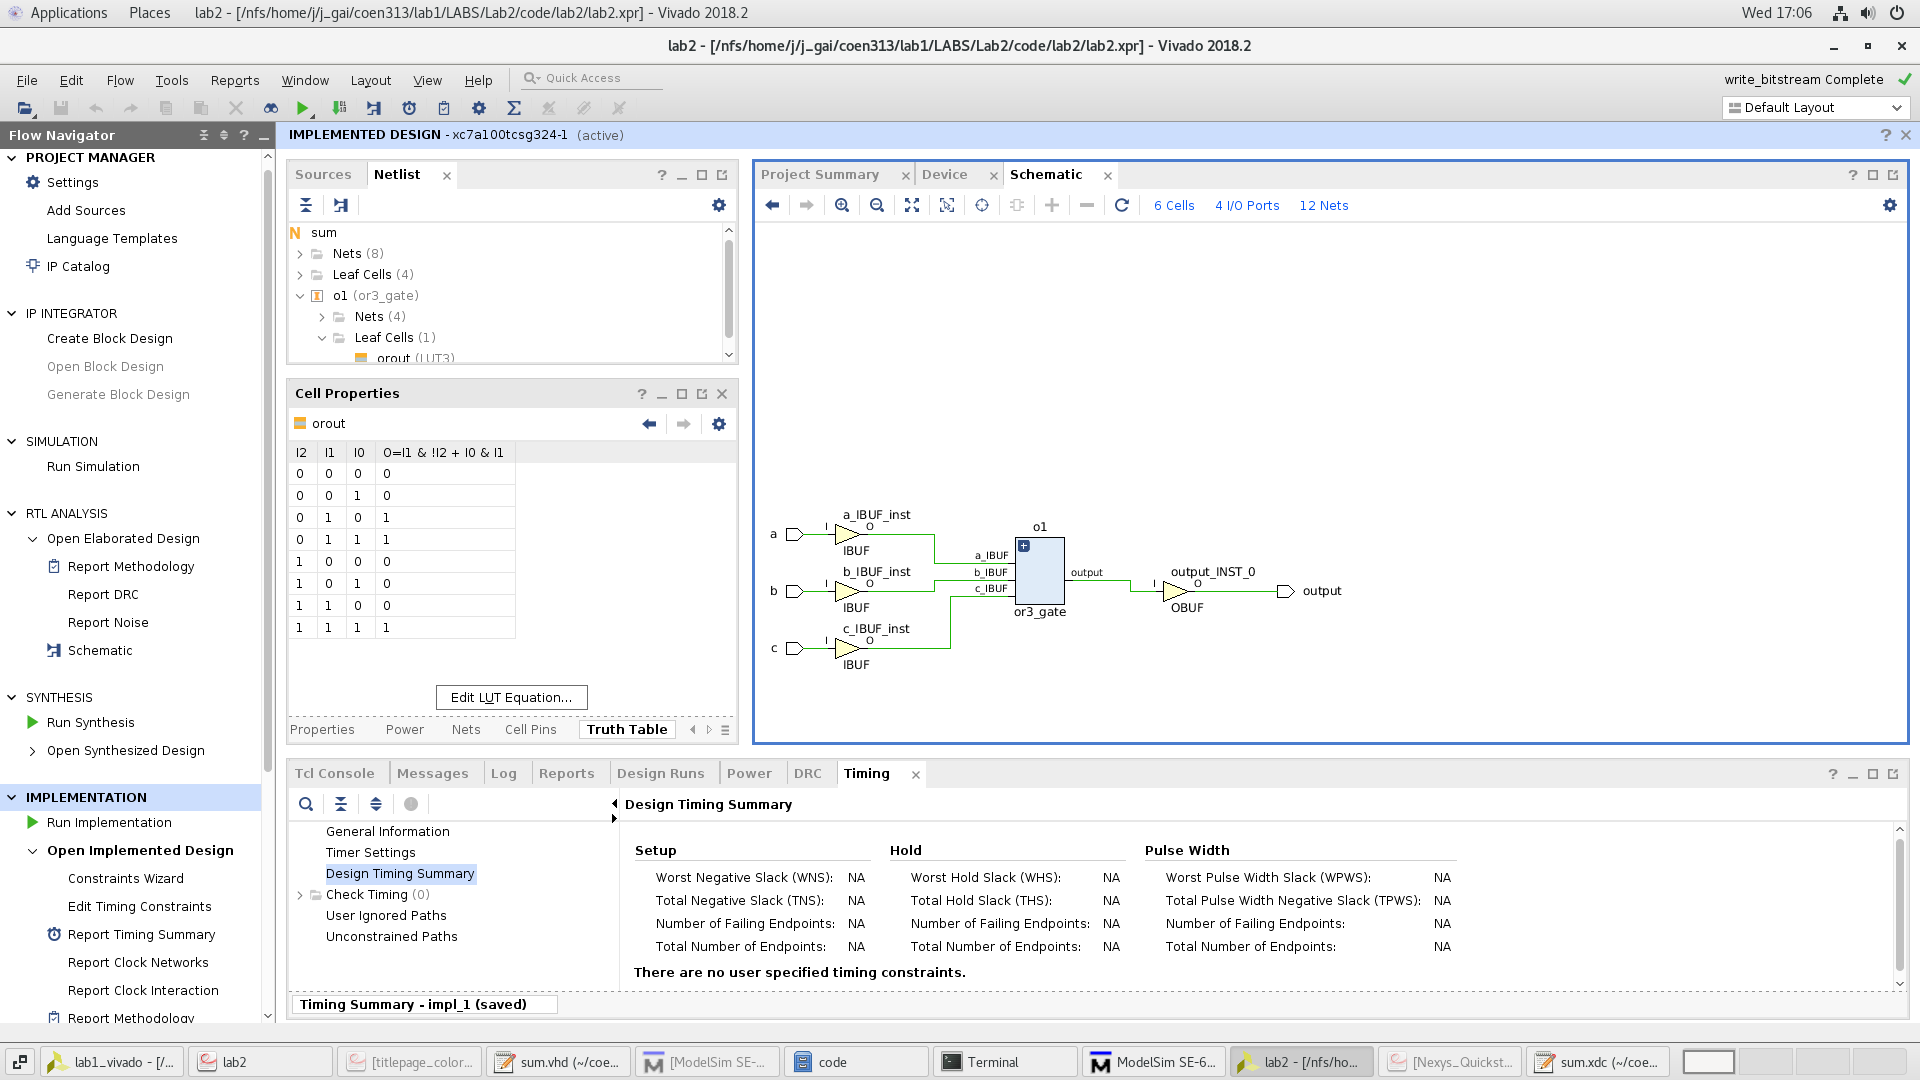 Applications Places lab2 - [/nfs/home/j/j_gai/coen313/lab1/LABS/Lab2/code/lab2/lab2.xpr] - Vivado 2018.2 Wed 17:06
lab2 - [/nfs/home/j/j_gai/coen313/lab1/LABS/Lab2/code/lab2/lab2.xpr] - Vivado 2018.2
File Edit Flow Tools Reports Window Layout View Help Quick Access write_bitstream Complete
Default Layout
Flow Navigator
IMPLEMENTED DESIGN - xc7a100tcsg324-1 (active)
PROJECT MANAGER
Settings
Add Sources
Language Templates
IP Catalog
IP INTEGRATOR
Create Block Design
Open Block Design
Generate Block Design
SIMULATION
Run Simulation
RTL ANALYSIS
Open Elaborated Design
Report Methodology
Report DRC
Report Noise
Schematic
SYNTHESIS
Run Synthesis
Open Synthesized Design
IMPLEMENTATION
Run Implementation
Open Implemented Design
Constraints Wizard
Edit Timing Constraints
Report Timing Summary
Report Clock Networks
Report Clock Interaction
Report Methodology
Sources Netlist
N sum
Nets (8)
Leaf Cells (4)
o1 (or3_gate)
Nets (4)
Leaf Cells (1)
orout (LUT3)
Cell Properties
orout
I2 I1 I0 O=I1 & !I2 + I0 & I1
0 0 0 0
0 0 1 0
0 1 0 1
0 1 1 1
1 0 0 0
1 0 1 0
1 1 0 0
1 1 1 1
Edit LUT Equation...
Properties Power Nets Cell Pins Truth Table
Project Summary Device Schematic
6 Cells 4 I/O Ports 12 Nets
a I a_IBUF_inst O IBUF
b I b_IBUF_inst O IBUF
c I c_IBUF_inst O IBUF
o1
a_IBUF
b_IBUF
c_IBUF
output
or3_gate
I output_INST_0 O OBUF
output
Tcl Console Messages Log Reports Design Runs Power DRC Timing
General Information
Timer Settings
Design Timing Summary
Check Timing (0)
User Ignored Paths
Unconstrained Paths
Design Timing Summary
Setup Hold Pulse Width
Worst Negative Slack (WNS): NA Worst Hold Slack (WHS): NA Worst Pulse Width Slack (WPWS): NA
Total Negative Slack (TNS): NA Total Hold Slack (THS): NA Total Pulse Width Negative Slack (TPWS): NA
Number of Failing Endpoints: NA Number of Failing Endpoints: NA Number of Failing Endpoints: NA
Total Number of Endpoints: NA Total Number of Endpoints: NA Total Number of Endpoints: NA
There are no user specified timing constraints.
Timing Summary - impl_1 (saved)
lab1_vivado - [/... lab2 [titlepage_color... sum.vhd (~/coe... [ModelSim SE-... code Terminal ModelSim SE-6... lab2 - [/nfs/ho... [Nexys_Quickst... sum.xdc (~/coe...